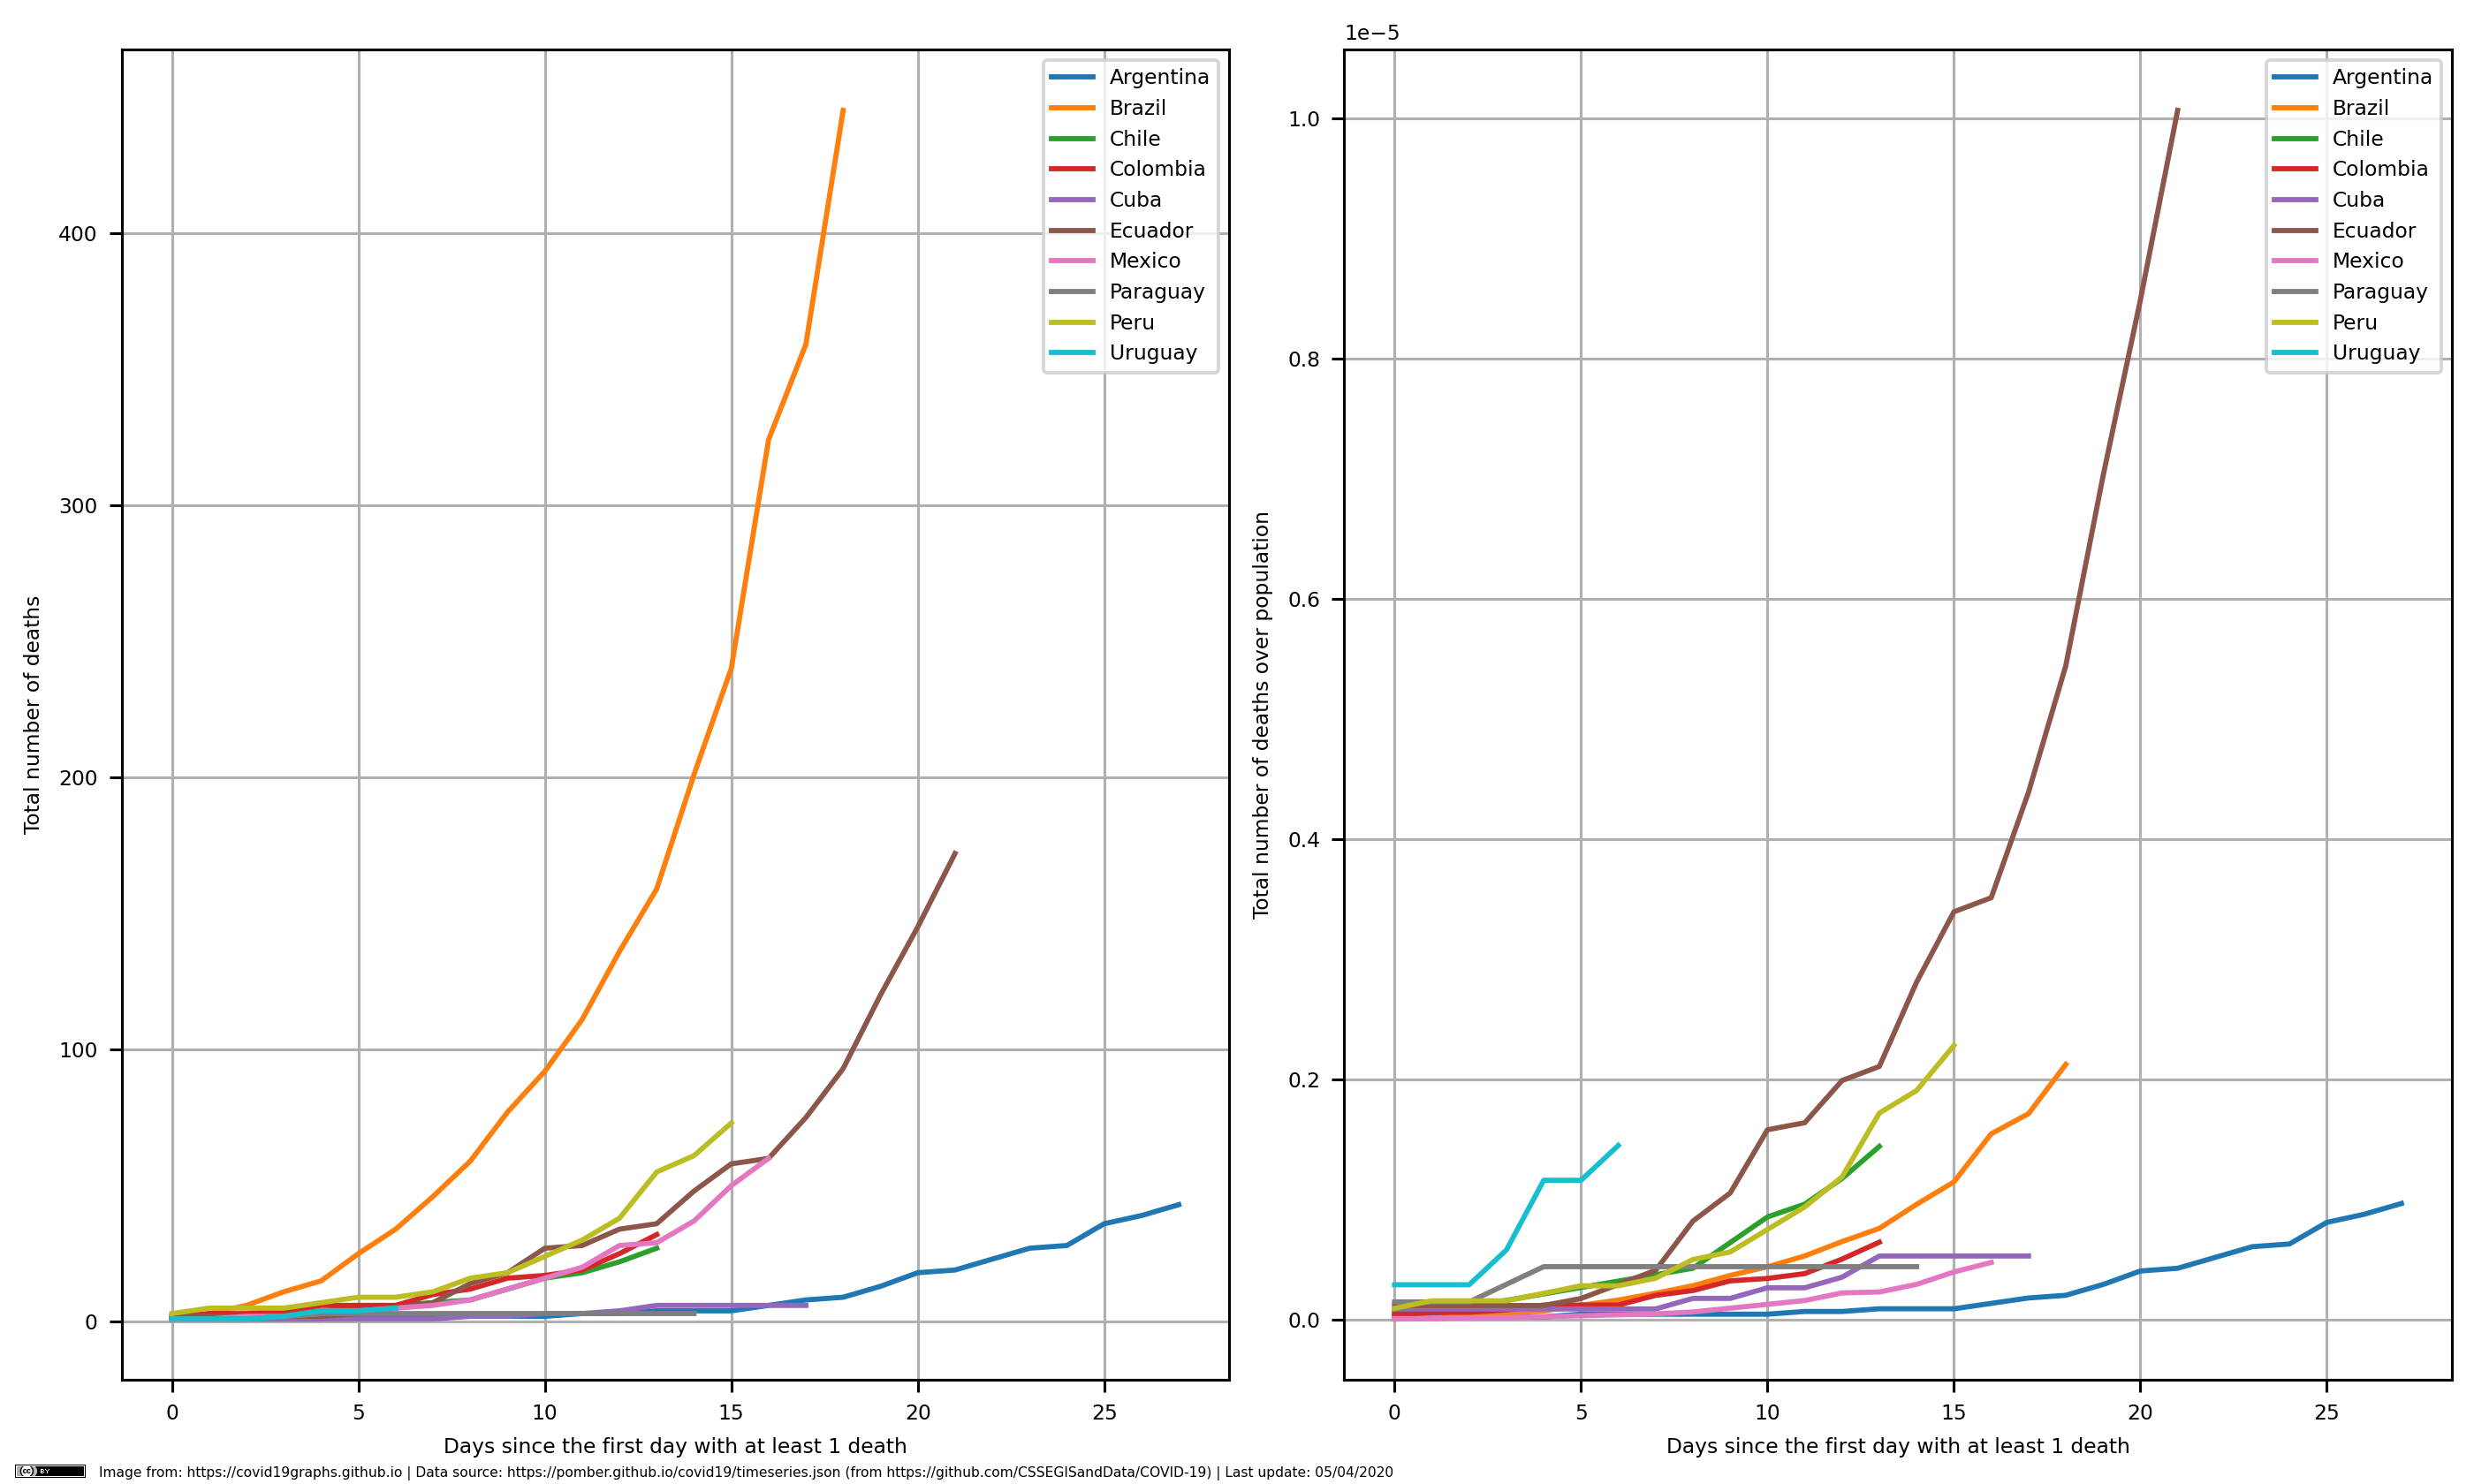 Total number of deaths
400
300
200
100
0
0 5 10 15 20 25
Days since the first day with at least 1 death
Argentina
Brazil
Chile
Colombia
Cuba
Ecuador
Mexico
Paraguay
Peru
Uruguay
1e−5
Total number of deaths over population
1.0
0.8
0.6
0.4
0.2
0.0
0 5 10 15 20 25
Days since the first day with at least 1 death
Argentina
Brazil
Chile
Colombia
Cuba
Ecuador
Mexico
Paraguay
Peru
Uruguay
cc BY
Image from: https://covid19graphs.github.io | Data source: https://pomber.github.io/covid19/timeseries.json (from https://github.com/CSSEGISandData/COVID-19) | Last update: 05/04/2020